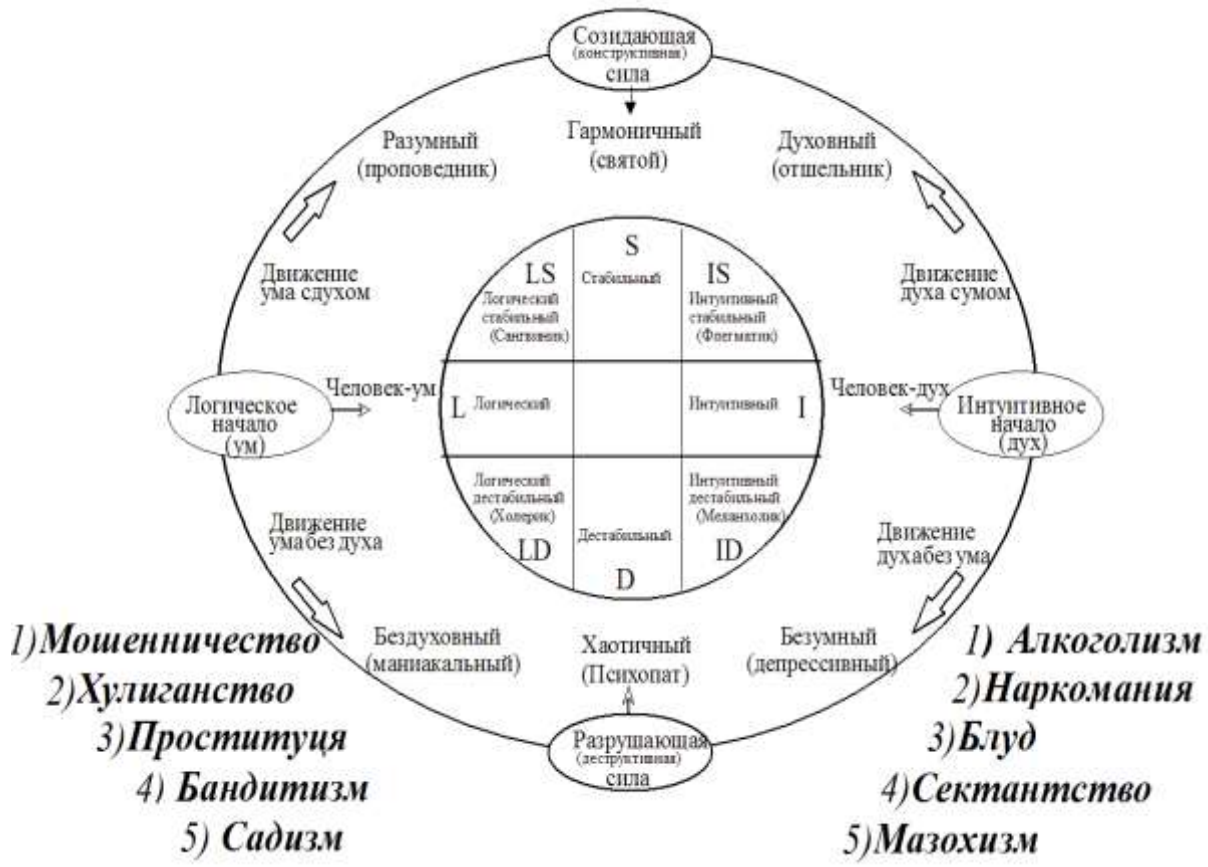 Созидающая
(конструктивная)
сила
Гармоничный
(святой)
Разумный
(проповедник)
Духовный
(отшельник)
Движение
ума сдухом
Движение
духа сумом
S
Стабильный
LS
Логический
стабильный
(Сангвиник)
IS
Интуитивный
стабильный
(Флегматик)
Логическое
начало
(ум)
Человек-ум
L Логический
Интуитивный I
Человек-дух
Интуитивное
начало
(дух)
Логический
дестабильный
(Холерик)
LD
Дестабильный
D
Интуитивный
дестабильный
(Меланхолик)
ID
Движение
ума без духа
Движение
духабез ума
Бездуховный
(маниакальный)
Хаотичный
(Психопат)
Безумный
(депрессивный)
Разрушающая
(деструктивная)
сила
1)Мошенничество
2)Хулиганство
3)Проституця
4) Бандитизм
5) Садизм
1) Алкоголизм
2)Наркомания
3)Блуд
4)Сектантство
5)Мазохизм